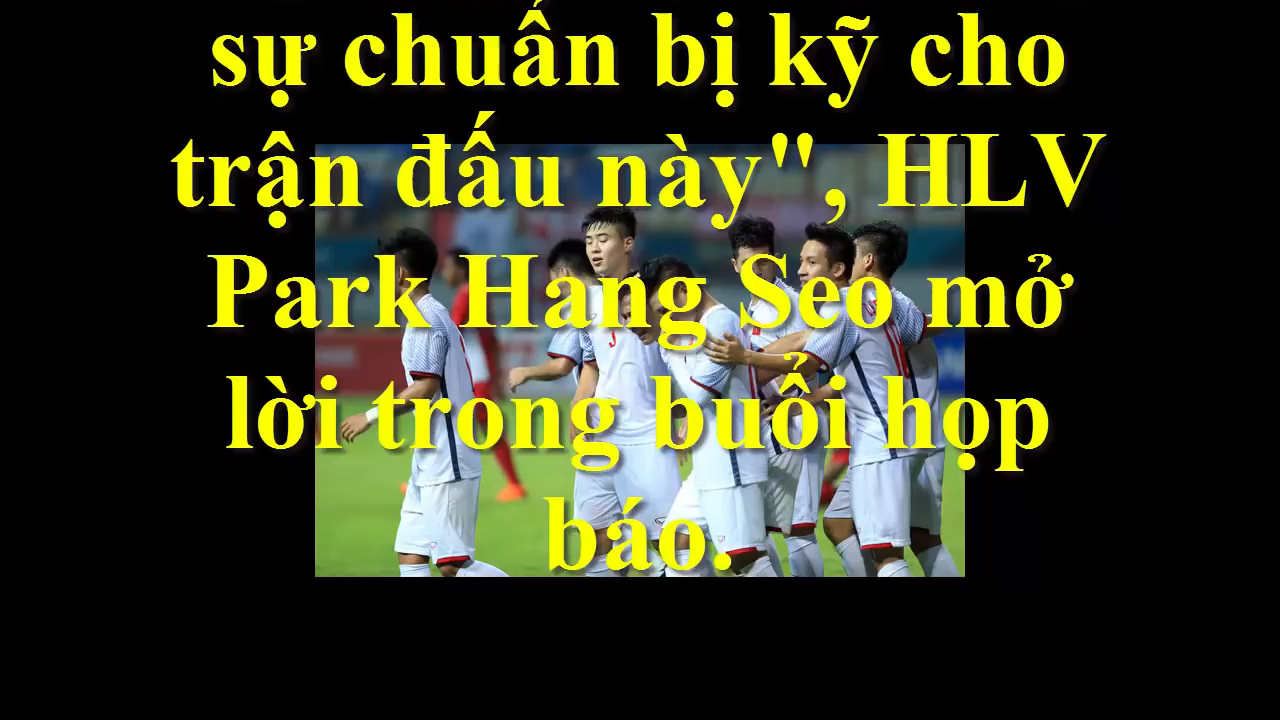 sự chuẩn bị kỹ cho
trận đấu này", HLV
Park Hang Seo mở
lời trong buổi họp
báo.